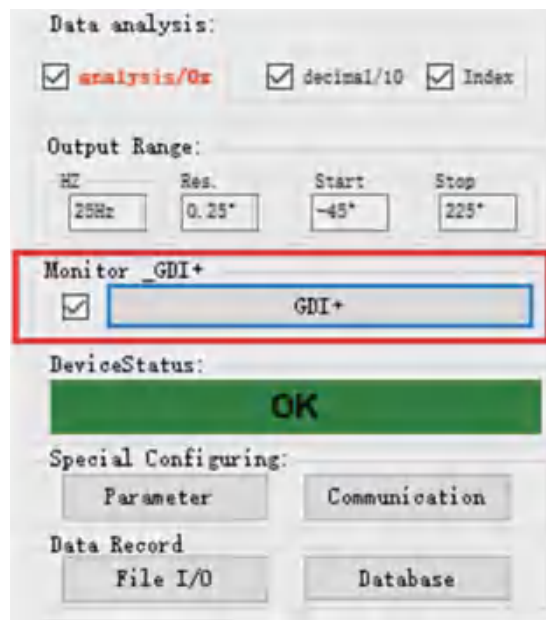 Data analysis:
analysis/0x decimal/10 Index
Output Range:
HZ Res. Start Stop
25Hz 0.25° -45° 225°
Monitor _GDI+
GDI+
DeviceStatus:
OK
Special Configuring:
Parameter Communication
Data Record
File I/O Database